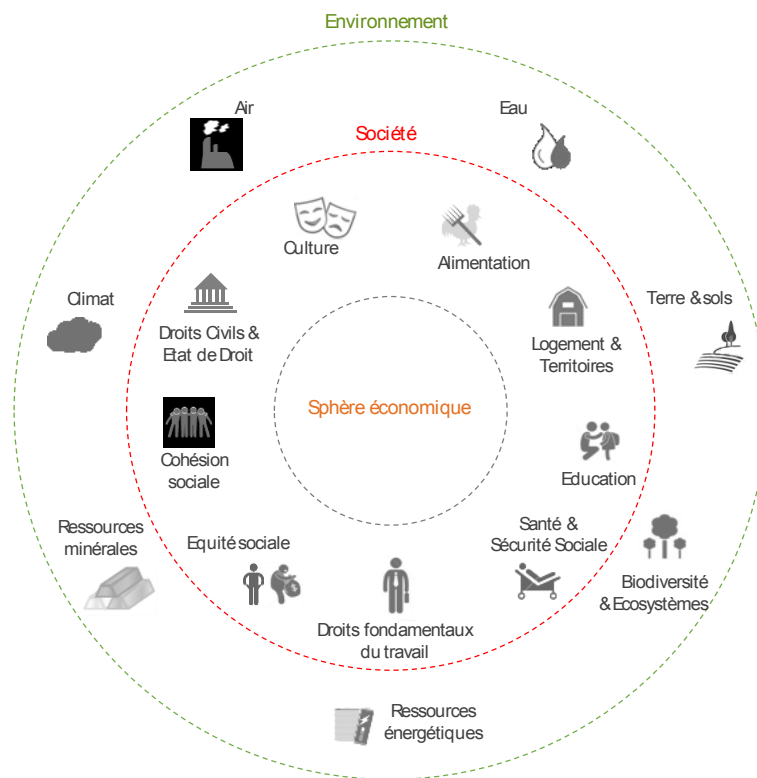 Environnement
Air
Eau
Société
Culture
Alimentation
Climat
Terre & sols
Droits Civils &
Etat de Droit
Logement &
Territoires
Sphère économique
Cohésion
sociale
Education
Ressources
minérales
Equité sociale
Santé &
Sécurité Sociale
Biodiversité
& Ecosystèmes
Droits fondamentaux
du travail
Ressources
énergétiques